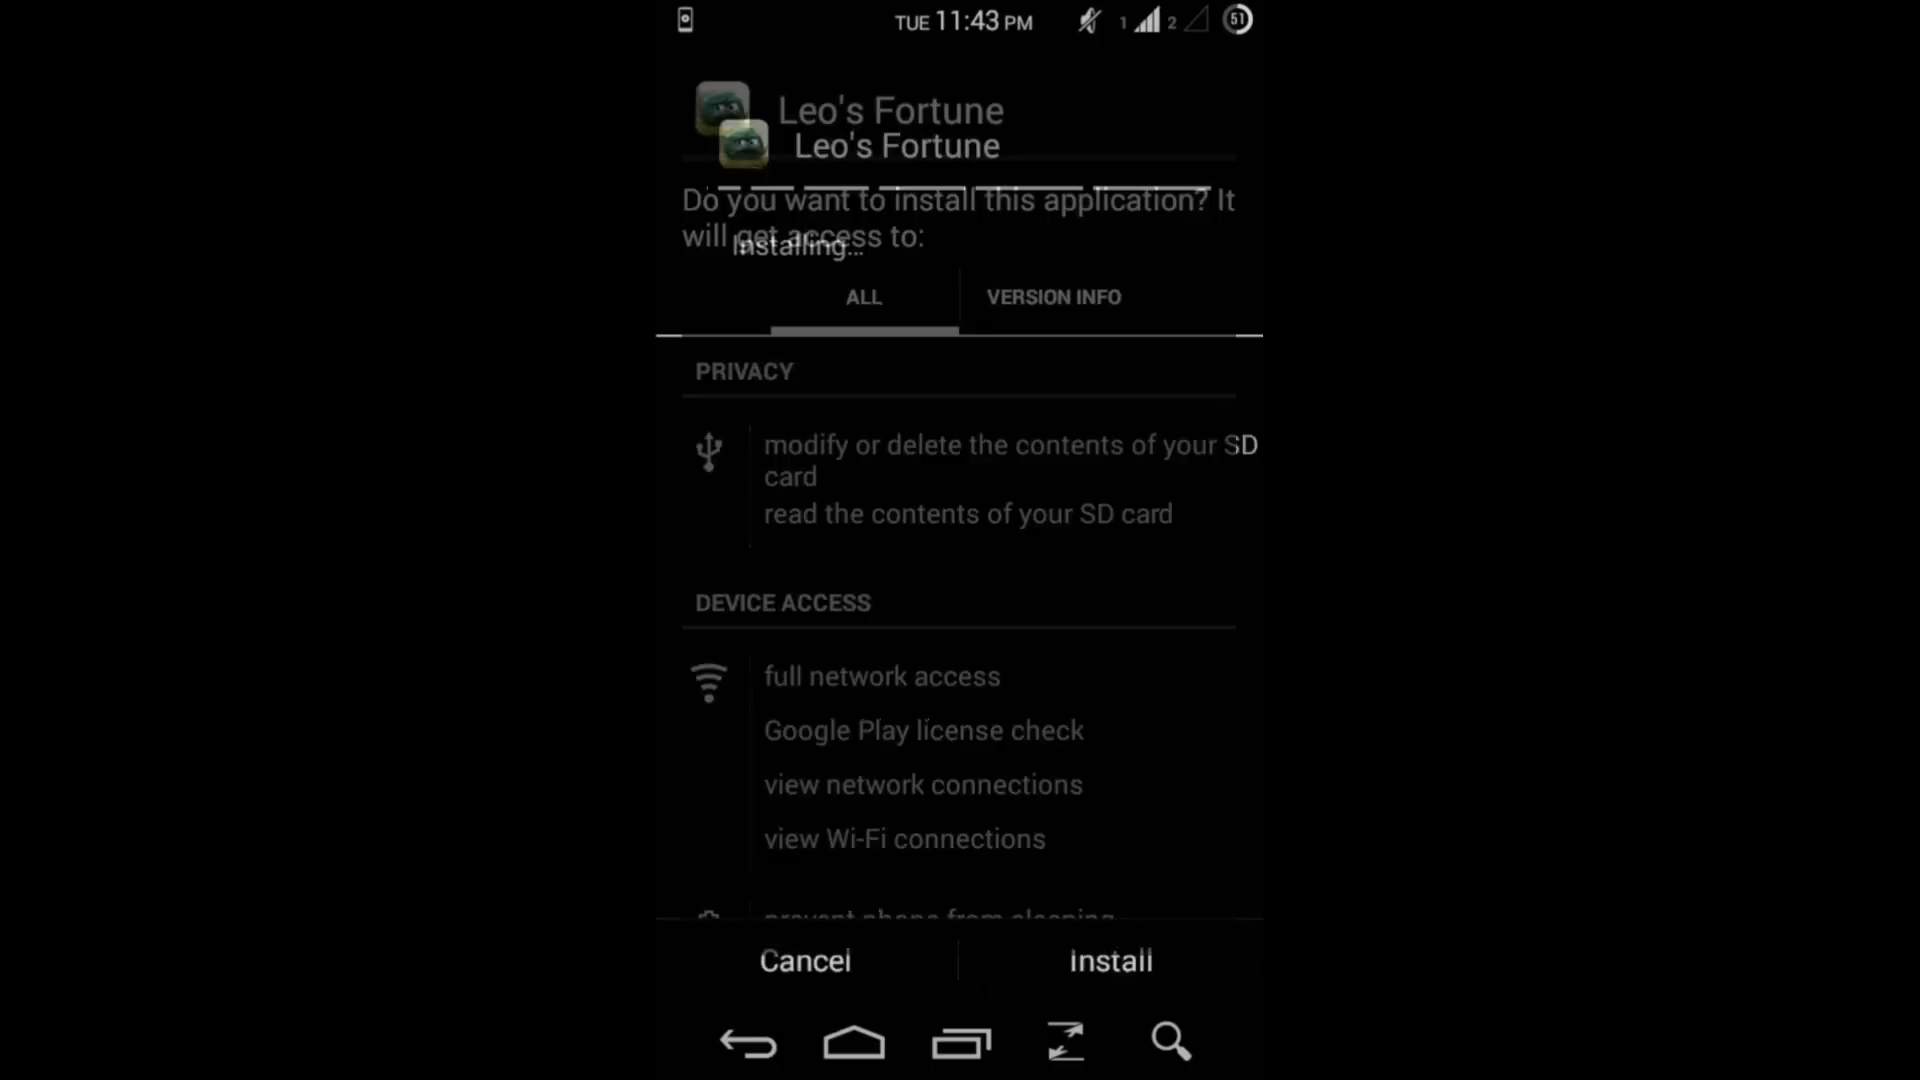 TUE 11:43 PM 1 2 51
Leo's Fortune
Leo's Fortune
Do you want to install this application? It
will get access to:
Installing...
ALL VERSION INFO
PRIVACY
modify or delete the contents of your SD
card
read the contents of your SD card
DEVICE ACCESS
full network access
Google Play license check
view network connections
view Wi-Fi connections
prevent phone from sleeping
Cancel Install